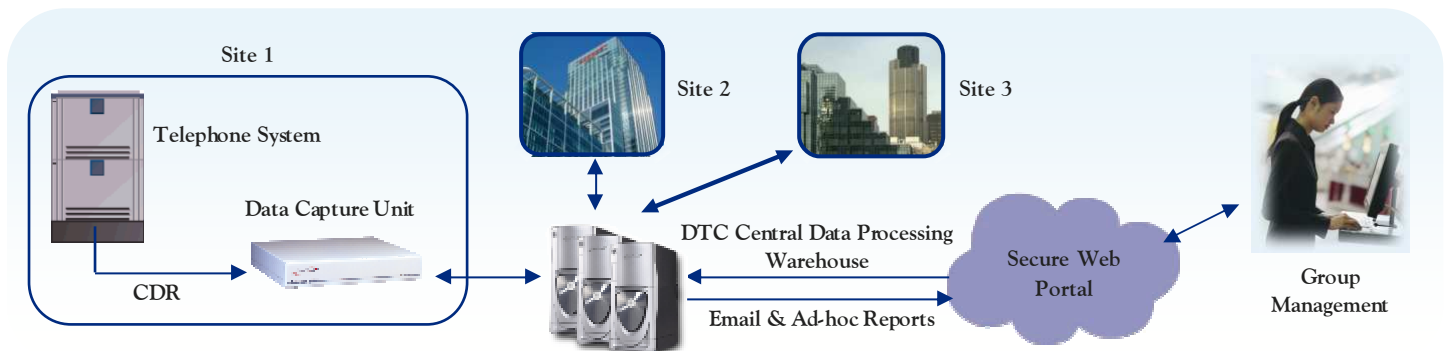 Site 1
Telephone System
Data Capture Unit
CDR
Site 2
Site 3
DTC Central Data Processing
Warehouse
Email & Ad-hoc Reports
Secure Web
Portal
Group
Management